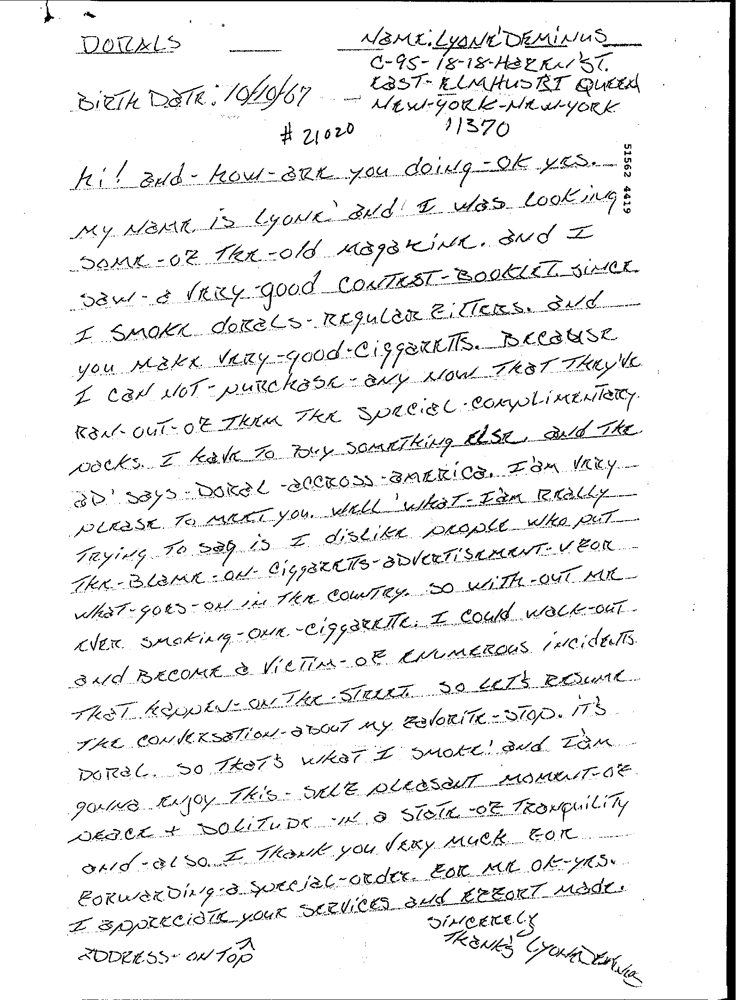 DORALS
NAME: LYONE' DEMINUS
C-95-18-18-HAZEN ST.
EAST-ELMHUSRT QUEEN
NEW-YORK-NEW-YORK
11370
BIRTH DATE: 10/10/67
# 21020
51562 4419
Hi! and-How-are you doing-OK yes.
My Name is Lyone' and I was looking
some-of the-old magazine. and I
saw-a very-good CONTEST-BOOKLET since
I smoke dorals-regular filters. and
you make very-good-ciggaretts. Because
I can not-purchase-any now that they've
ran-out-of them the special-complimentary.
packs. I have to buy something else, and the
aD' says-DORAL-accross-america. I am very
please to meet you. well 'what-I am really
trying to say is I dislike people who put
the-Blame-on-ciggaretts-advertisement-v for
what-goes-on in the country. so with-out me
ever smoking-one-ciggarette. I could walk-out
and become a victim-of enumerous incidents
that happen-on the-street. so let's resume
the conversation-about my favorite-stop. it's
DORAL. so that's what I smoke! and I am
gonna enjoy this-self pleasant moment-of
peace + solitude in a state-of tranquility
and-also I thank you very much for
forwarding-a special-order. for me ok-yes.
I appreciate your services and effort made.
sincerely
Thanks Lyone Deminus
ADDRESS-ON TOP